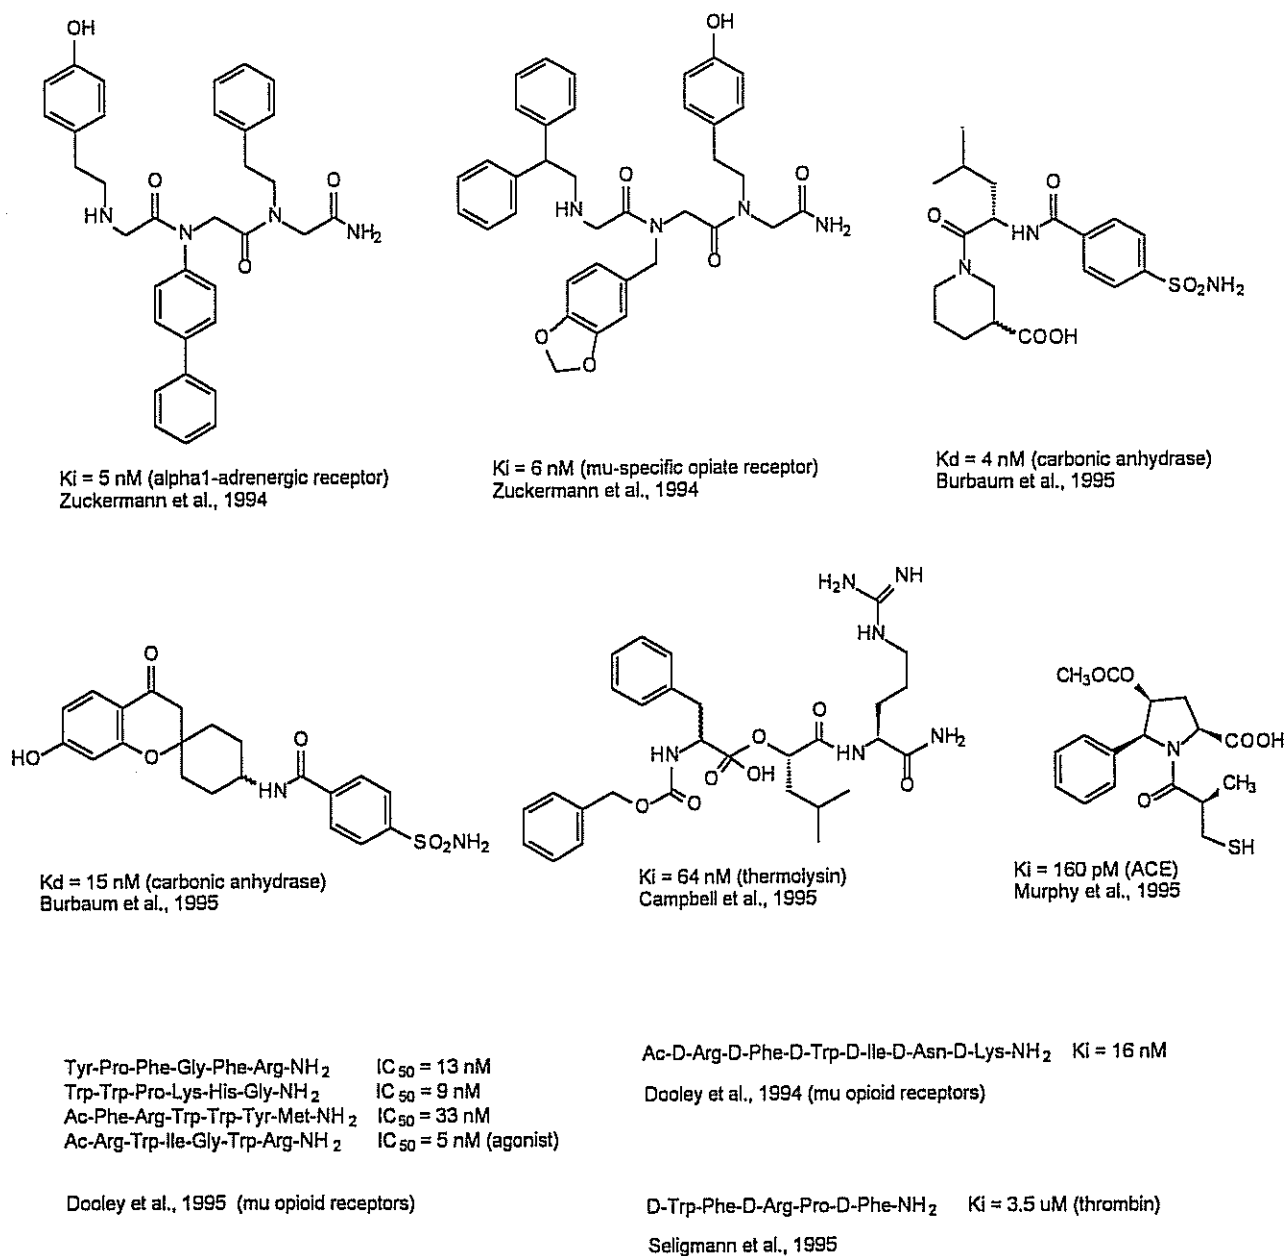 OH
HN
O
N
O
N
O
NH2
Ki = 5 nM (alpha1-adrenergic receptor)
Zuckermann et al., 1994
OH
HN
O
N
O
N
O
NH2
O
O
Ki = 6 nM (mu-specific opiate receptor)
Zuckermann et al., 1994
O
O
HN
N
SO2NH2
COOH
Kd = 4 nM (carbonic anhydrase)
Burbaum et al., 1995
O
HO
O
O
HN
SO2NH2
Kd = 15 nM (carbonic anhydrase)
Burbaum et al., 1995
H2N
NH
HN
O
O
HN
NH2
N
H
O
OH
O
O
O
Ki = 64 nM (thermolysin)
Campbell et al., 1995
CH3OCO
N
COOH
O
CH3
SH
Ki = 160 pM (ACE)
Murphy et al., 1995
Tyr-Pro-Phe-Gly-Phe-Arg-NH2 IC50 = 13 nM
Trp-Trp-Pro-Lys-His-Gly-NH2 IC50 = 9 nM
Ac-Phe-Arg-Trp-Trp-Tyr-Met-NH2 IC50 = 33 nM
Ac-Arg-Trp-Ile-Gly-Trp-Arg-NH2 IC50 = 5 nM (agonist)
Dooley et al., 1995 (mu opioid receptors)
Ac-D-Arg-D-Phe-D-Trp-D-Ile-D-Asn-D-Lys-NH2 Ki = 16 nM
Dooley et al., 1994 (mu opioid receptors)
D-Trp-Phe-D-Arg-Pro-D-Phe-NH2 Ki = 3.5 uM (thrombin)
Seligmann et al., 1995